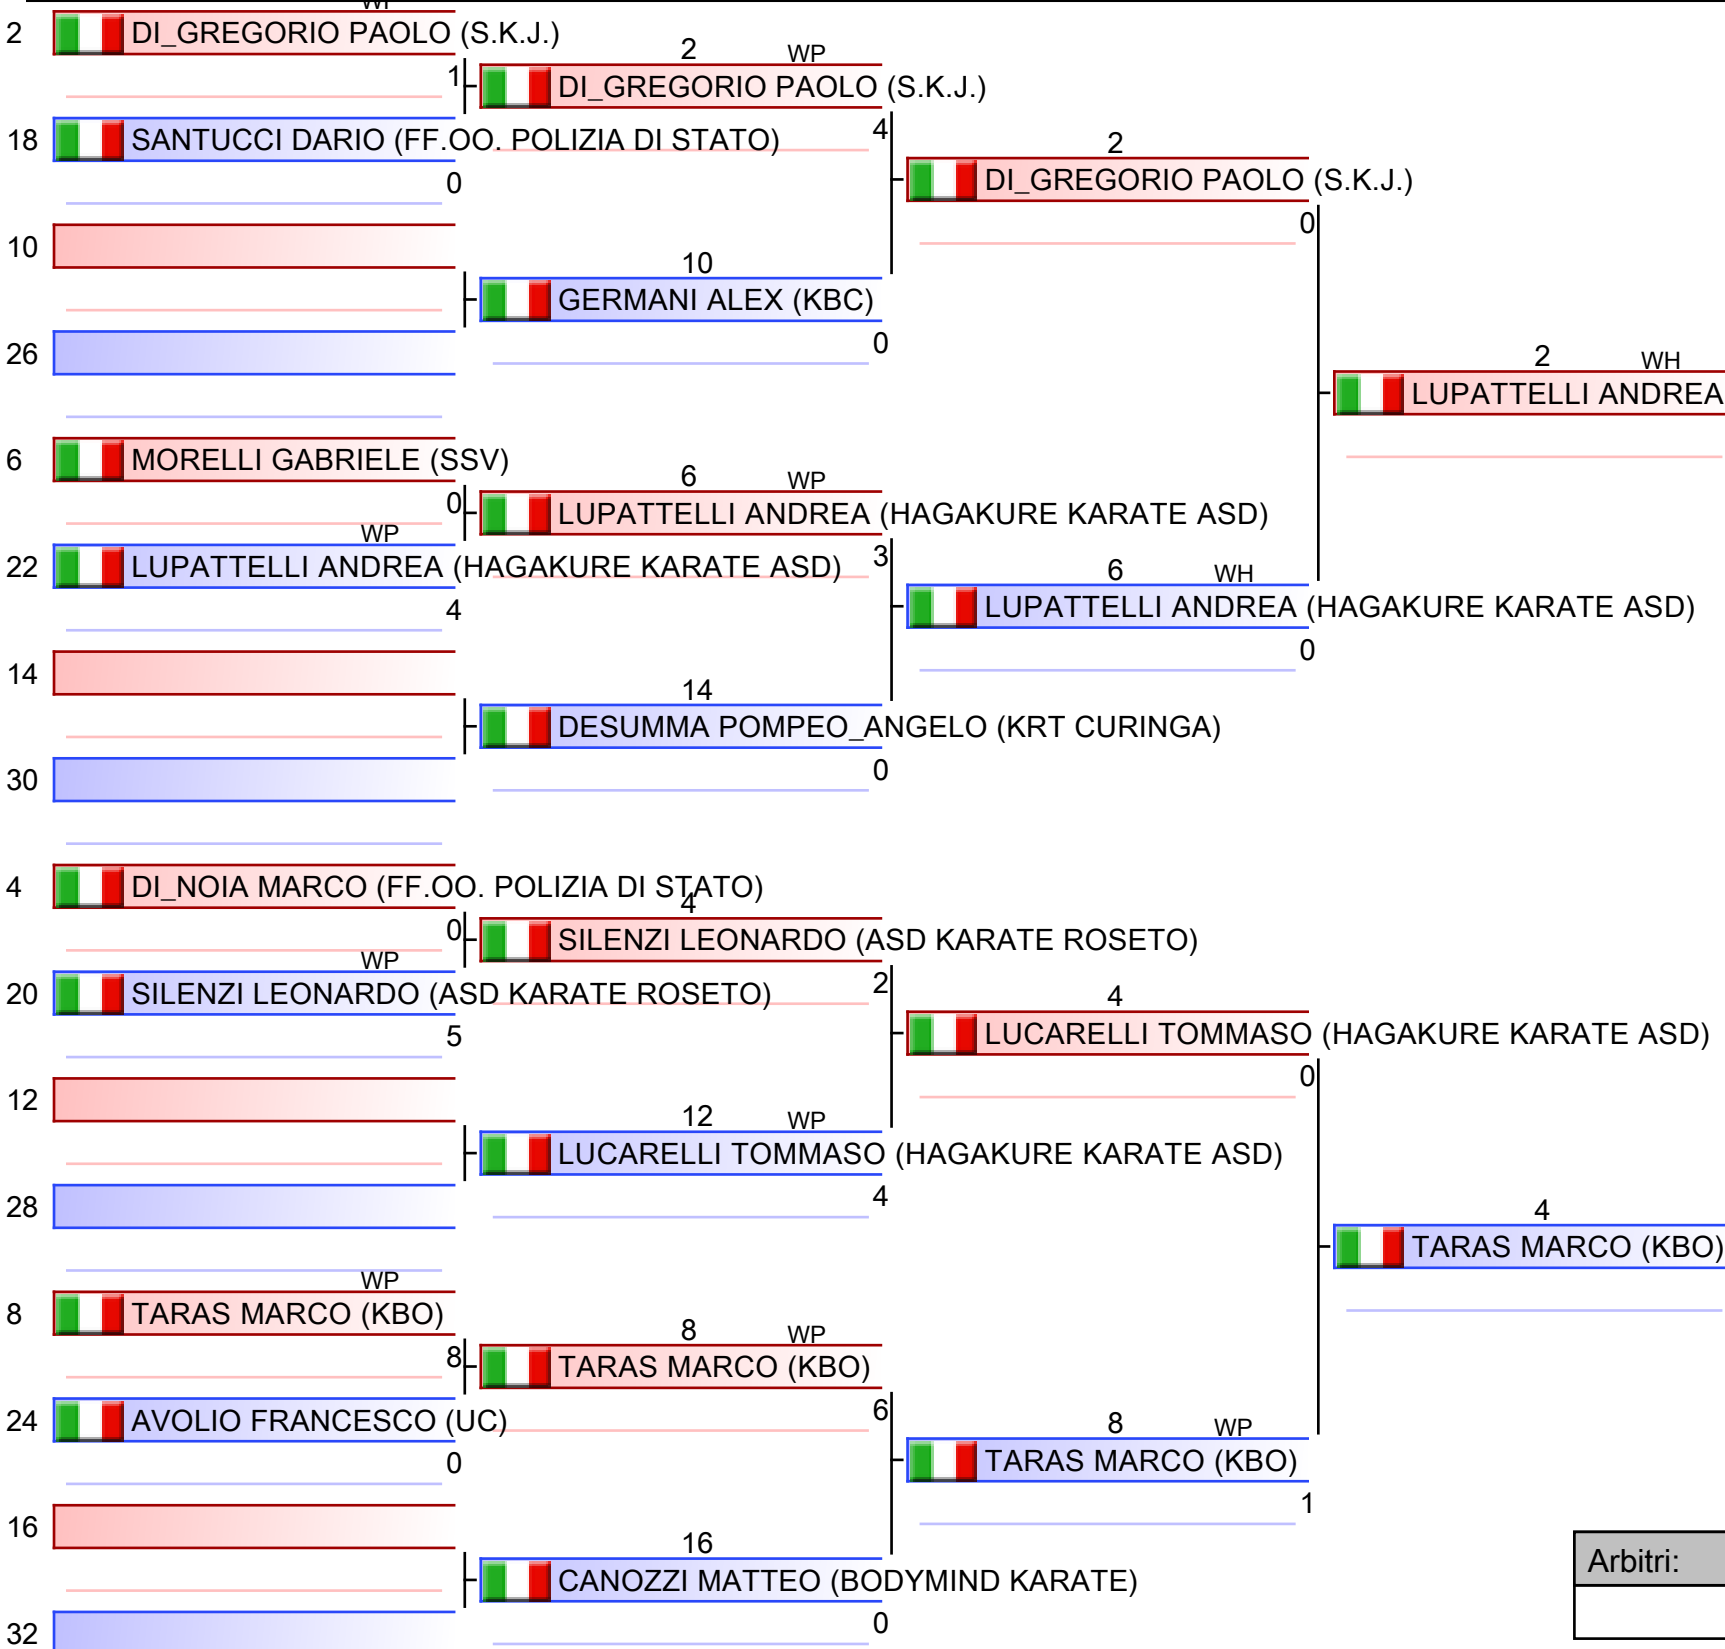 WP
2 DI_GREGORIO PAOLO (S.K.J.)
1
18 SANTUCCI DARIO (FF.OO. POLIZIA DI STATO)
0
10
26
6 MORELLI GABRIELE (SSV)
0
WP
22 LUPATTELLI ANDREA (HAGAKURE KARATE ASD)
4
14
30
4 DI_NOIA MARCO (FF.OO. POLIZIA DI STATO)
0
WP
20 SILENZI LEONARDO (ASD KARATE ROSETO)
5
12
28
WP
8 TARAS MARCO (KBO)
8
24 AVOLIO FRANCESCO (UC)
0
16
32
2 WP
DI_GREGORIO PAOLO (S.K.J.)
4
10
GERMANI ALEX (KBC)
0
6 WP
LUPATTELLI ANDREA (HAGAKURE KARATE ASD)
3
14
DESUMMA POMPEO_ANGELO (KRT CURINGA)
0
4
SILENZI LEONARDO (ASD KARATE ROSETO)
2
12 WP
LUCARELLI TOMMASO (HAGAKURE KARATE ASD)
4
8 WP
TARAS MARCO (KBO)
6
16
CANOZZI MATTEO (BODYMIND KARATE)
0
2
DI_GREGORIO PAOLO (S.K.J.)
0
6 WH
LUPATTELLI ANDREA (HAGAKURE KARATE ASD)
0
4
LUCARELLI TOMMASO (HAGAKURE KARATE ASD)
0
8 WP
TARAS MARCO (KBO)
1
2 WH
LUPATTELLI ANDREA
4
TARAS MARCO (KBO)
Arbitri: